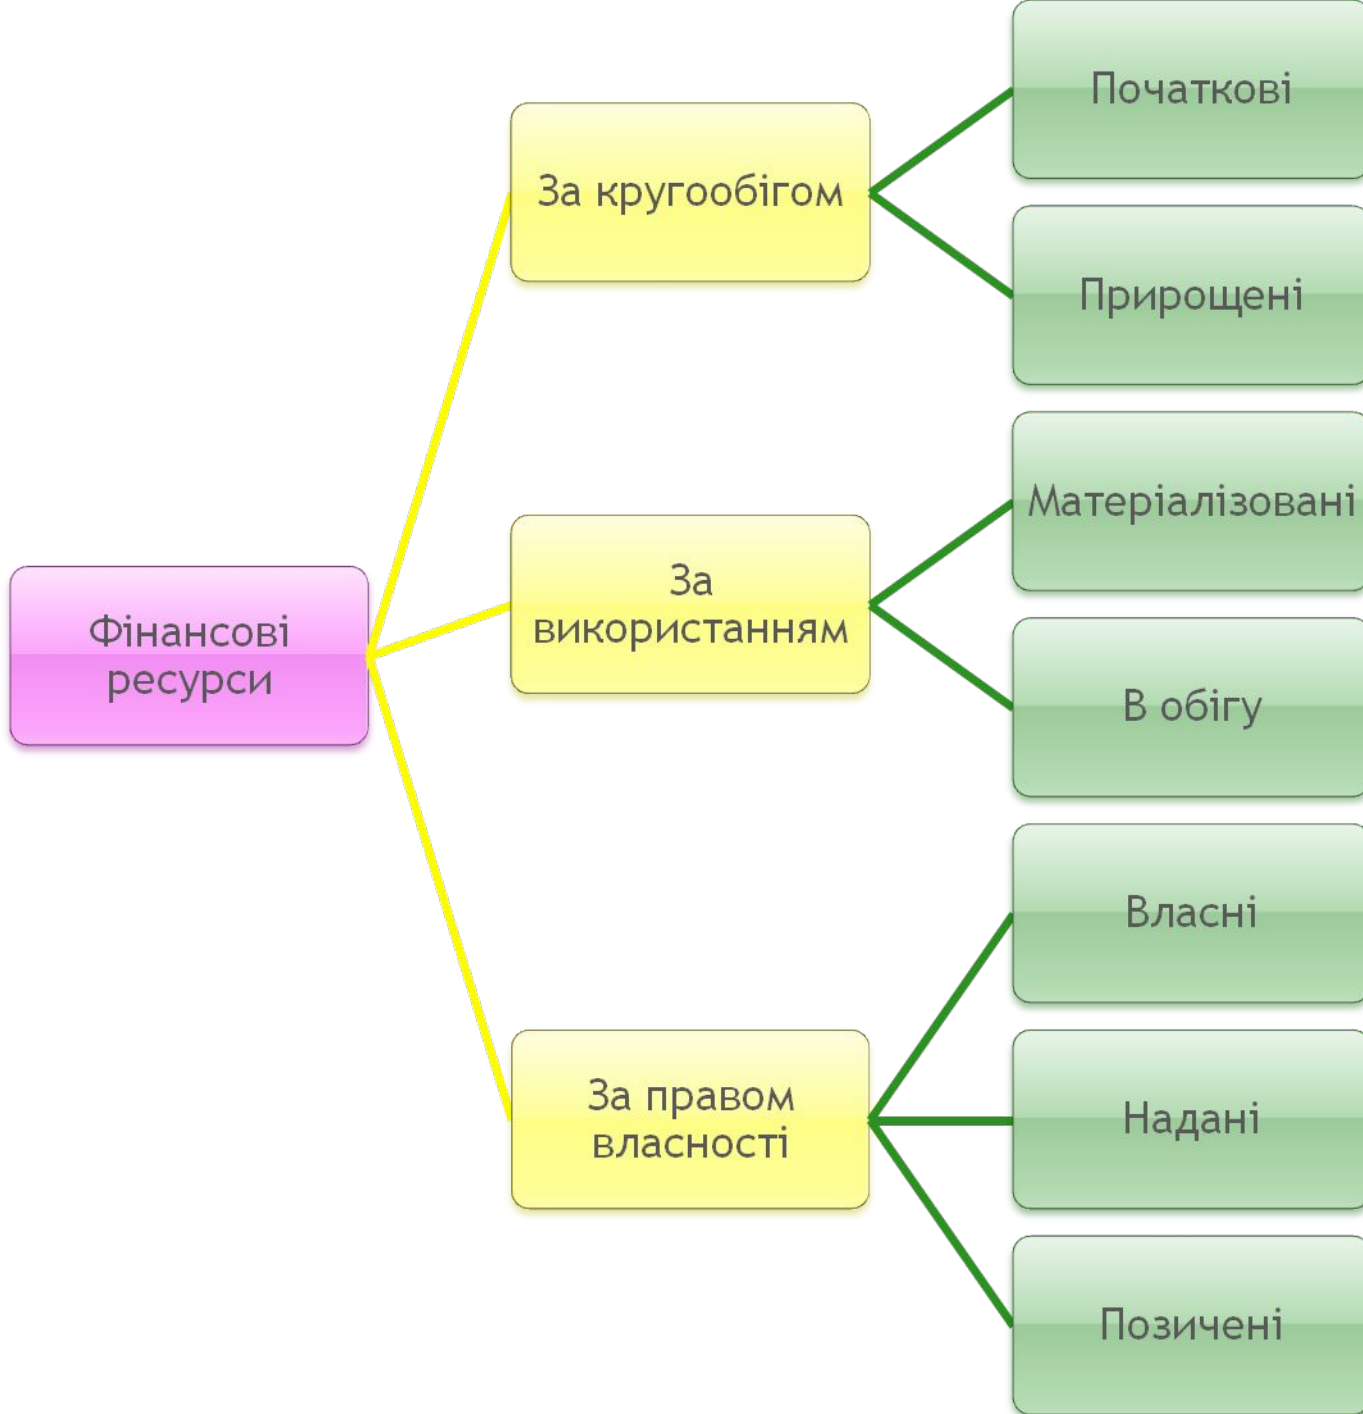 Фінансові
ресурси
За кругообігом
Початкові
Прирощені
За
використанням
Матеріалізовані
В обігу
За правом
власності
Власні
Надані
Позичені